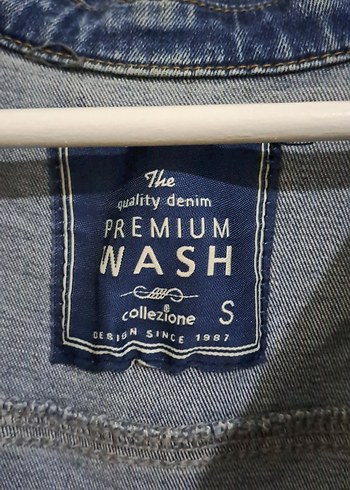 The
quality denim
PREMIUM
WASH
collezione® S
DESIGN SINCE 1987